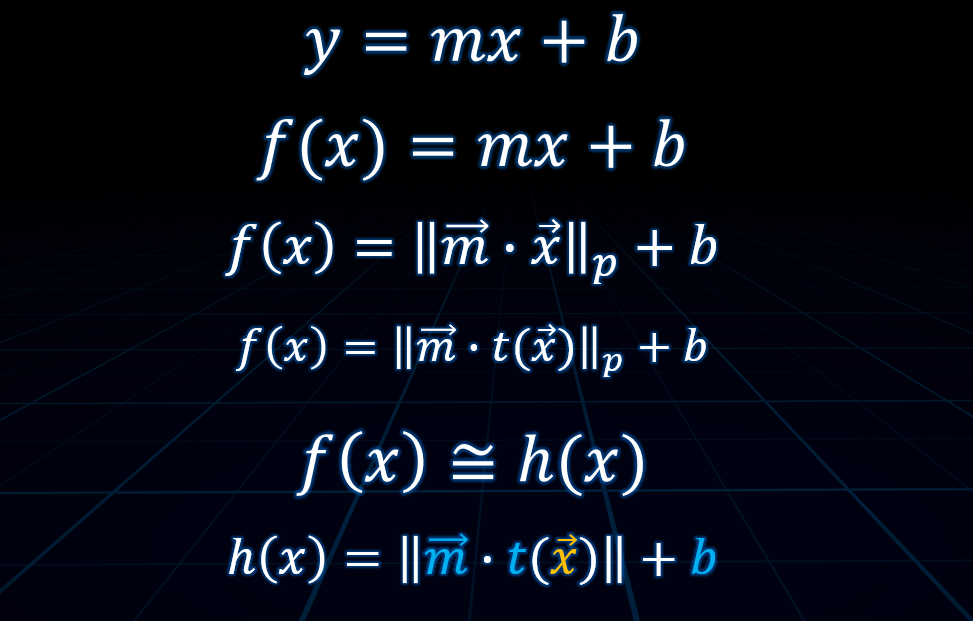 y = mx + b
f(x) = mx + b
f(x) = ‖m⃗ · x⃗‖ₚ + b
f(x) = ‖m⃗ · t(x⃗)‖ₚ + b
f(x) ≅ h(x)
h(x) = ‖m⃗ · t(x⃗)‖ + b